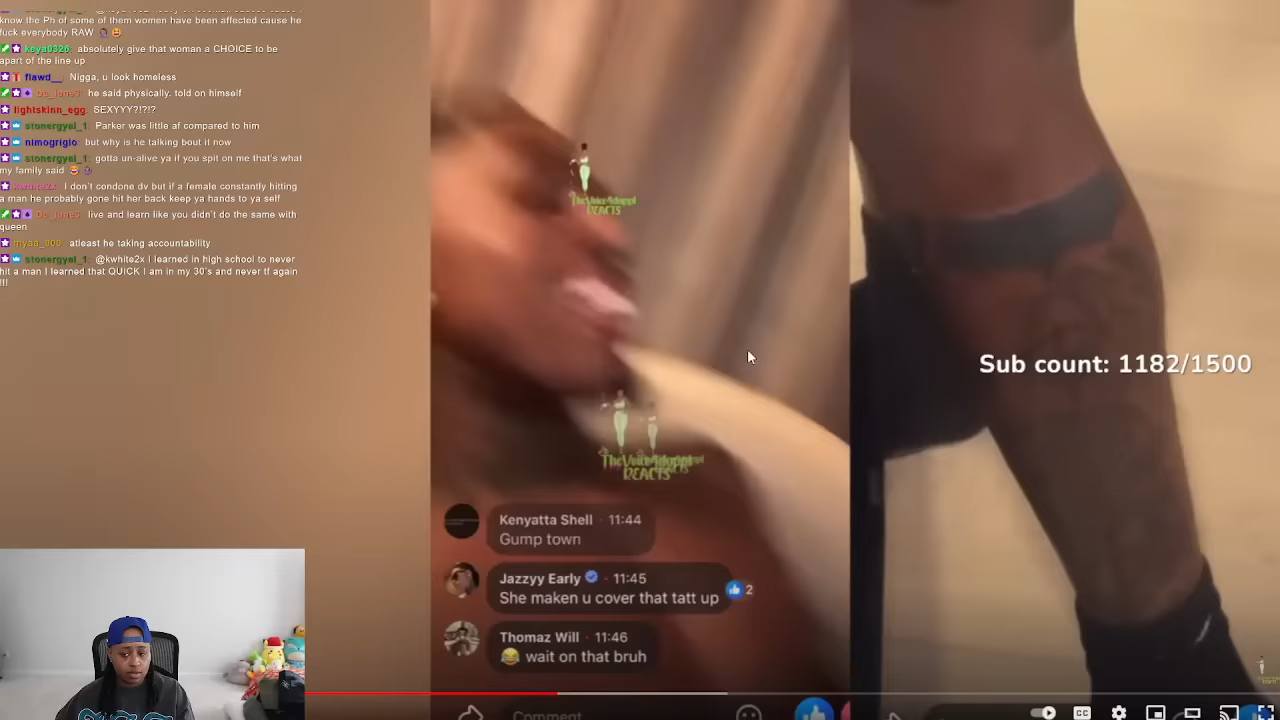 know the Ph of some of them women have been affected cause he
fuck everybody RAW
kaya0326: absolutely give that woman a CHOICE to be
apart of the line up
flawd__: Nigga, u look homeless
he said physically. told on himself
lightskinn_egg: SEXYYY?!?!?
stonergyal_1: Parker was little af compared to him
nimogriglo: but why is he talking bout it now
stonergyal_1: gotta un-alive ya if you spit on me that's what
my family said
kwhite2x: I don't condone dv but if a female constantly hitting
a man he probably gone hit her back keep ya hands to ya self
live and learn like you didn't do the same with
queen
myaa_000: atleast he taking accountability
stonergyal_1: @kwhite2x I learned in high school to never
hit a man I learned that QUICK I am in my 30's and never tf again
!!!
REACTS
REACTS
Sub count: 1182/1500
Kenyatta Shell · 11:44
Gump town
Jazzyy Early · 11:45
She maken u cover that tatt up
2
Thomaz Will · 11:46
wait on that bruh
Comment
CC